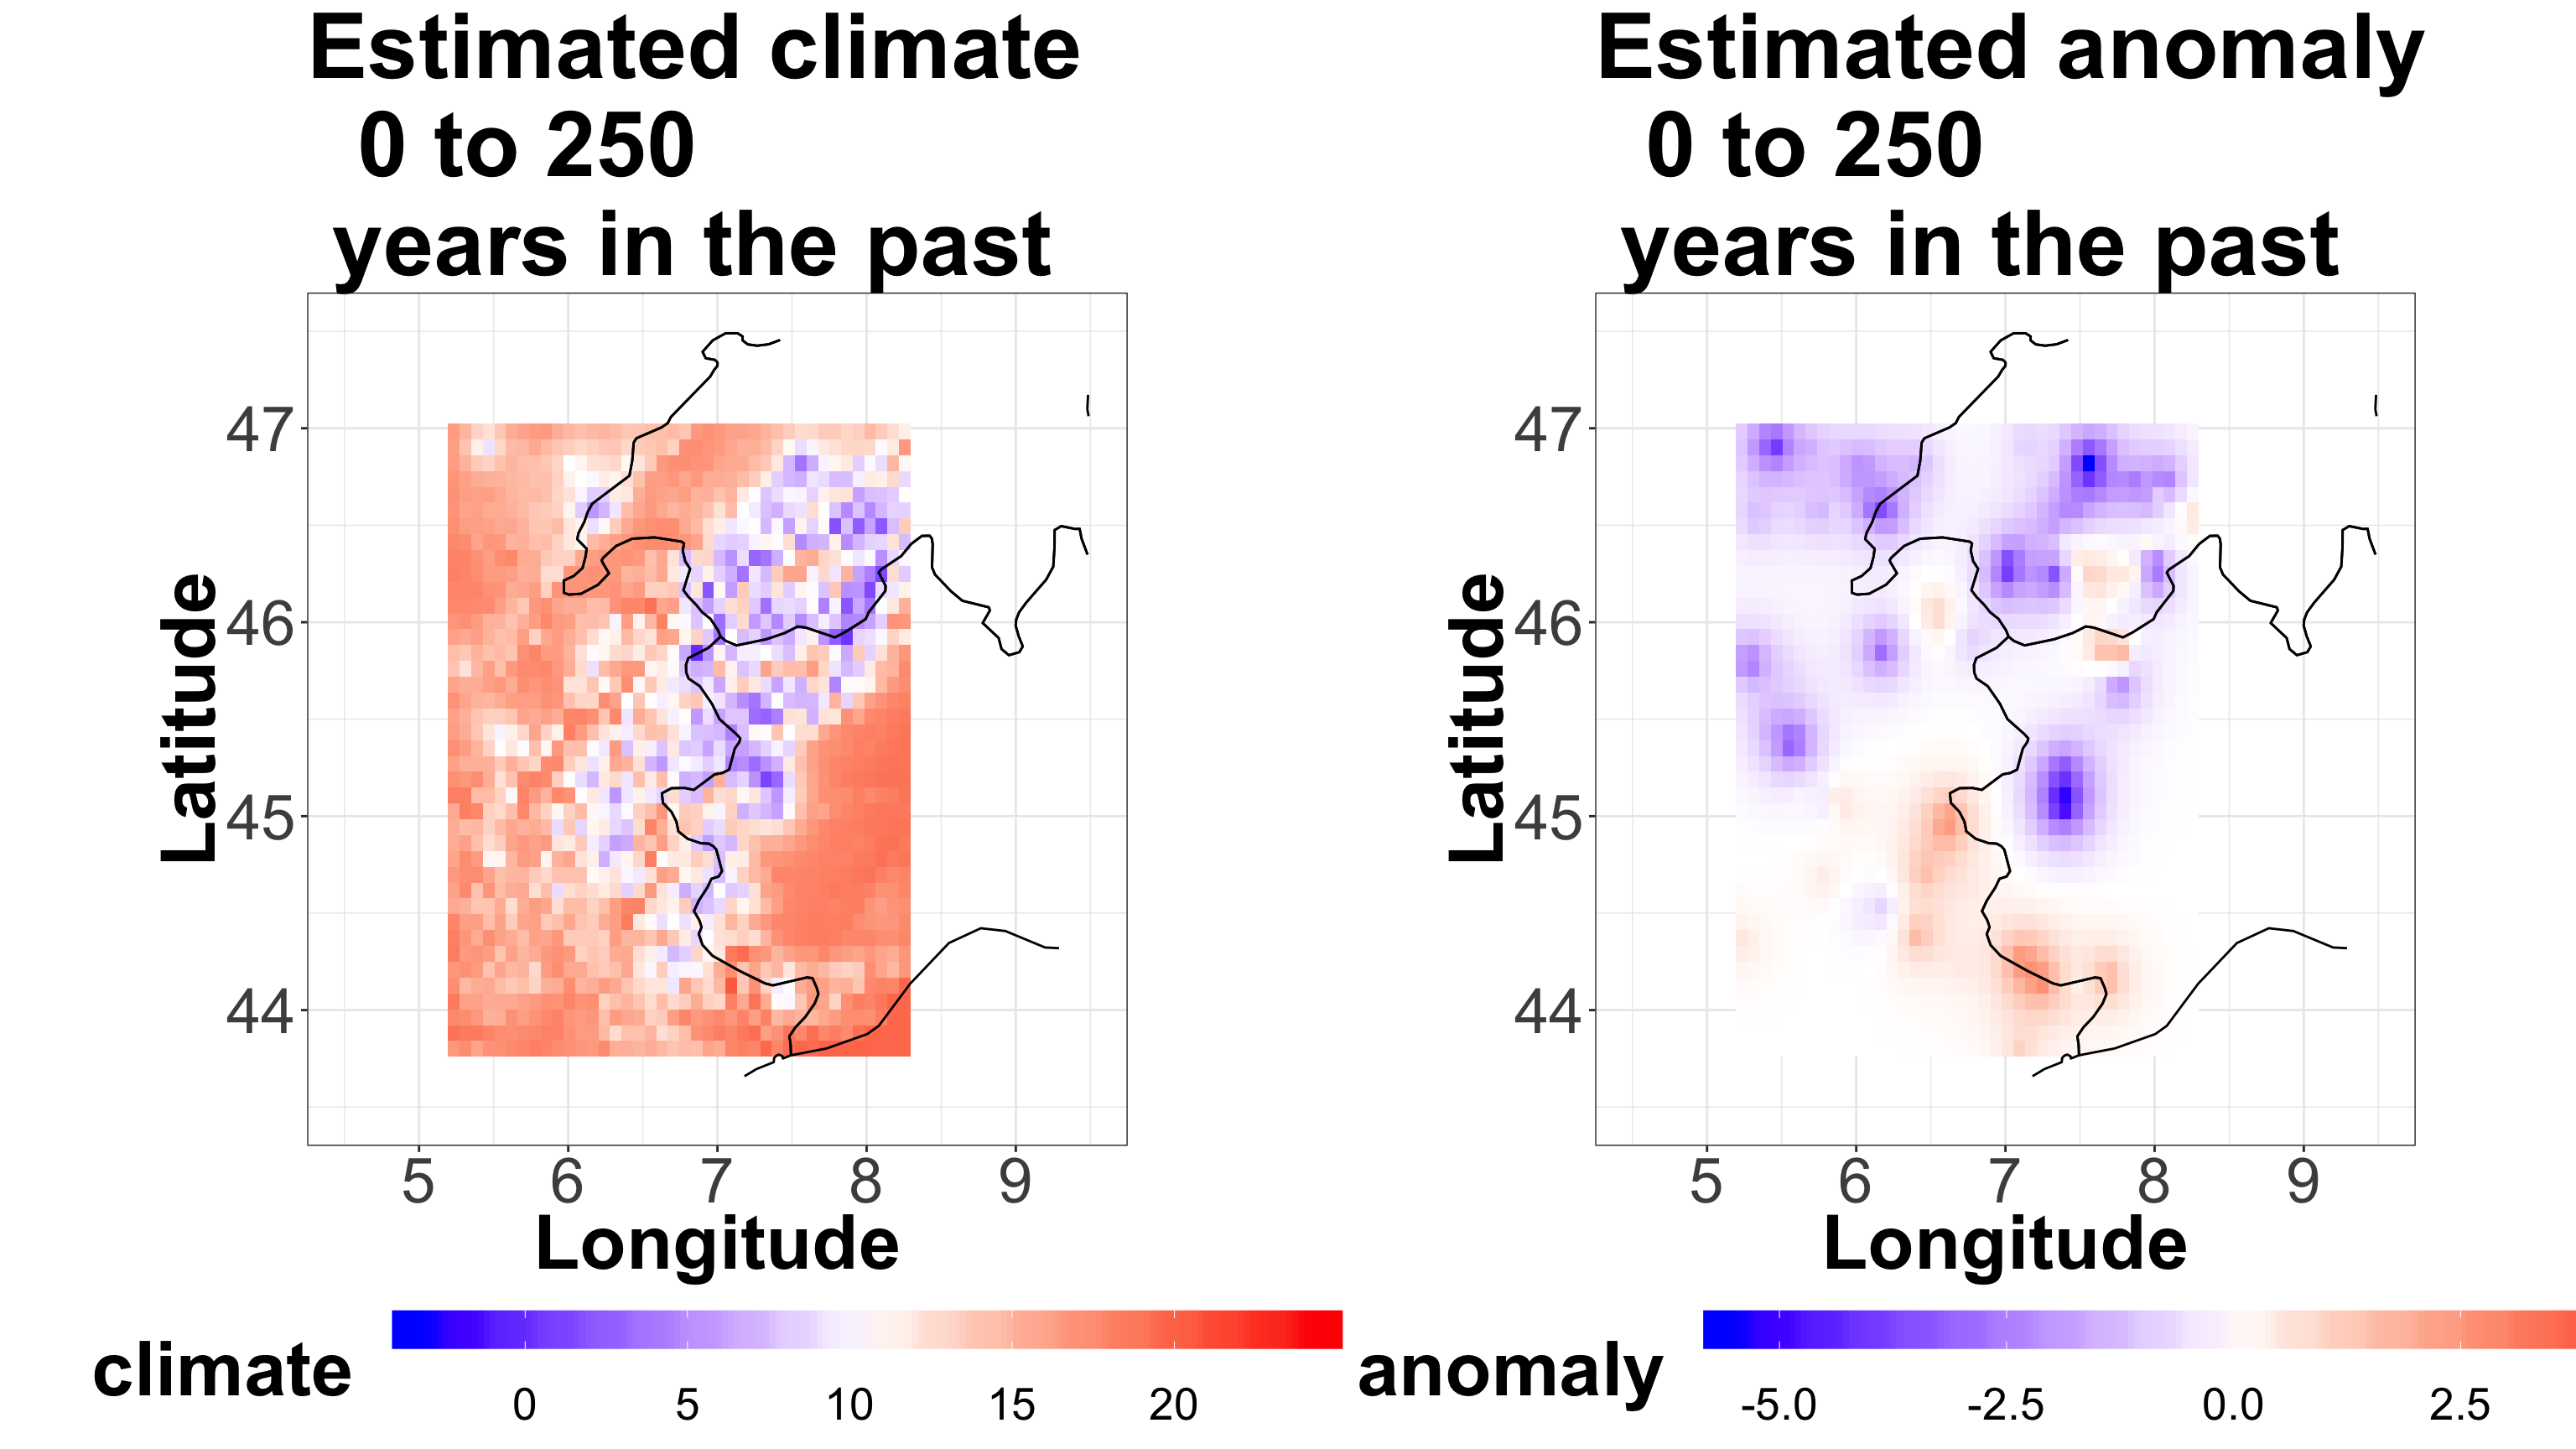 Estimated climate
0 to 250
years in the past
Latitude
47
46
45
44
5 6 7 8 9
Longitude
climate
0 5 10 15 20
Estimated anomaly
0 to 250
years in the past
Latitude
47
46
45
44
5 6 7 8 9
Longitude
anomaly
-5.0 -2.5 0.0 2.5